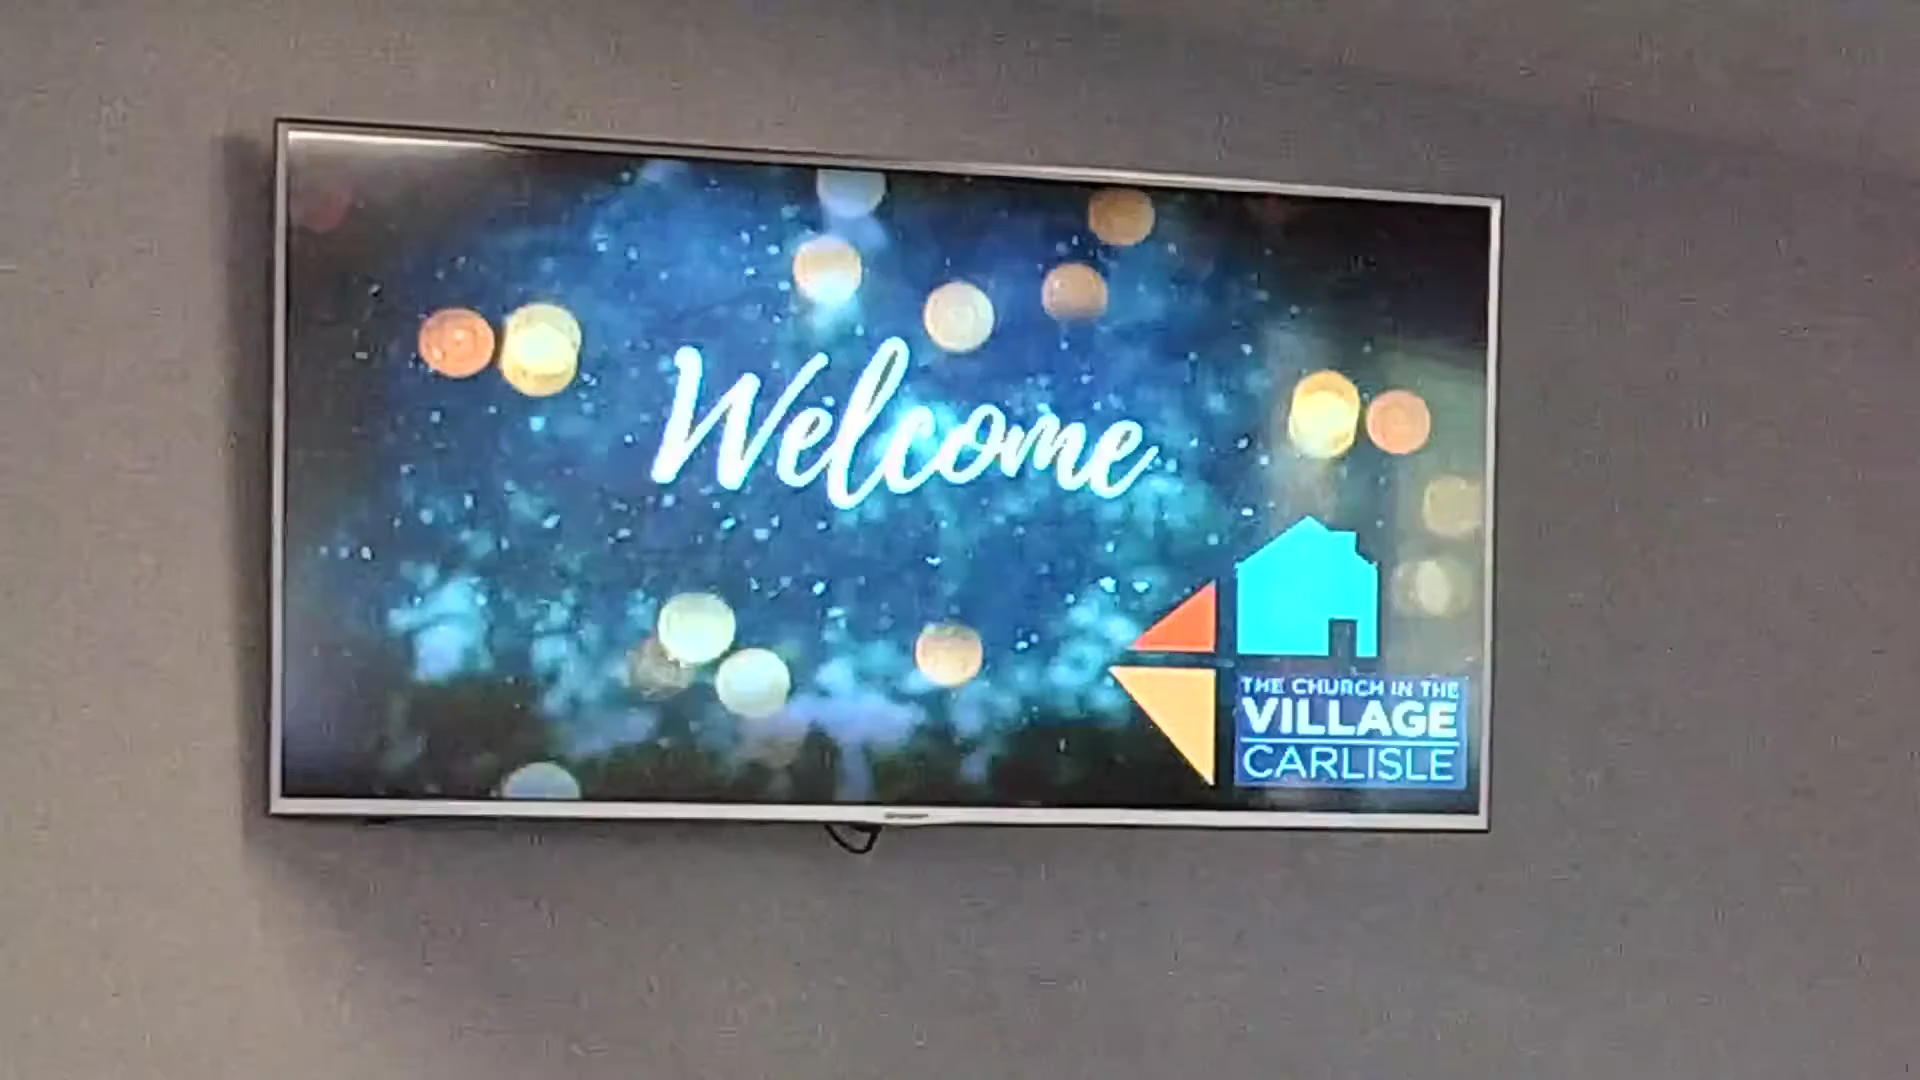 Welcome
THE CHURCH IN THE
VILLAGE
CARLISLE